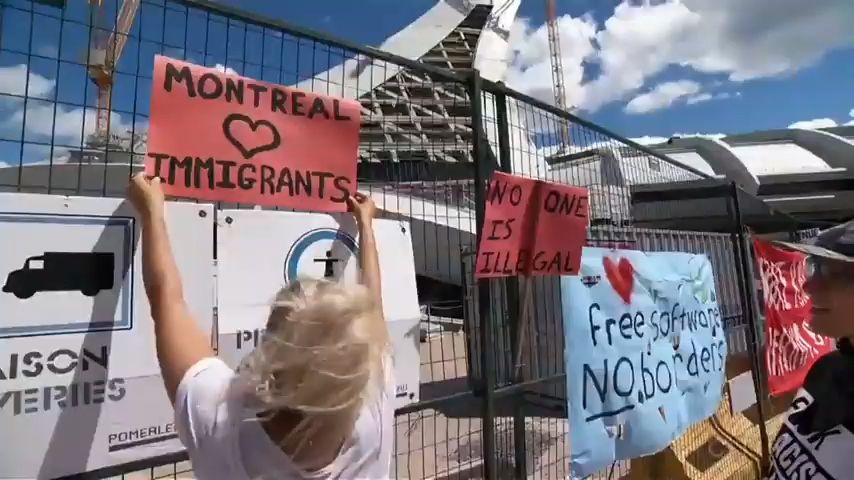 MONTREAL
IMMIGRANTS
NO ONE
IS
ILLEGAL
free software
NO borders
AISON
VERIES
POMERLE